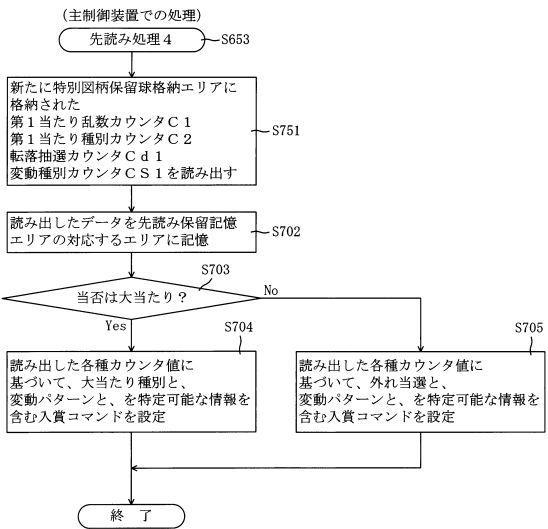 （主制御装置での処理）
先読み処理４
S653
新たに特別図柄保留球格納エリアに
格納された
第１当たり乱数カウンタＣ１
第１当たり種別カウンタＣ２
転落抽選カウンタＣｄ１
変動種別カウンタＣＳ１を読み出す
S751
読み出したデータを先読み保留記憶
エリアの対応するエリアに記憶
S702
S703
当否は大当たり？
No
Yes
S704
読み出した各種カウンタ値に
基づいて、大当たり種別と、
変動パターンと、を特定可能な情報を
含む入賞コマンドを設定
S705
読み出した各種カウンタ値に
基づいて、外れ当選と、
変動パターンと、を特定可能な情報を
含む入賞コマンドを設定
終 了